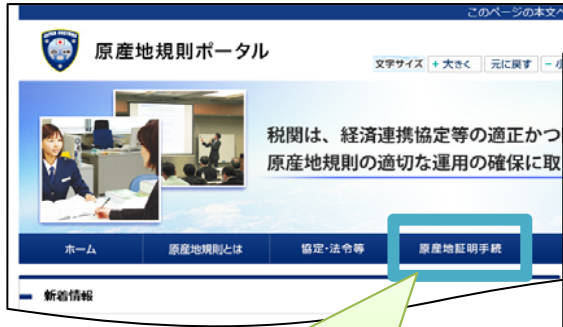 このページの本文へ
原産地規則ポータル
文字サイズ + 大きく 元に戻す - 小
税関は、経済連携協定等の適正かつ
原産地規則の適切な運用の確保に取
ホーム 原産地規則とは 協定・法令等 原産地証明手続
新着情報